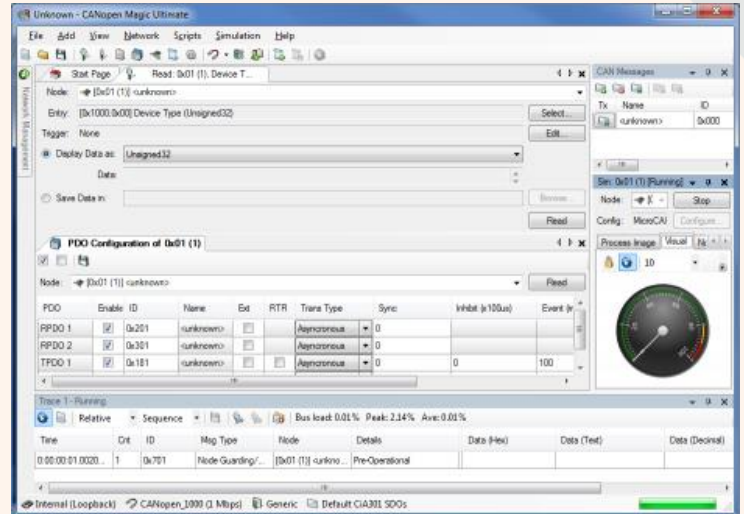 Unknown - CANopen Magic Ultimate
File Add View Network Scripts Simulation Help
Start Page Read: 0x01 (1), Device T...
Network Management
Node: [0x01 (1)] <unknown>
Entry: [0x1000.0x00] Device Type (Unsigned32) Select...
Trigger: None Edit...
Display Data as: Unsigned32
Data:
Save Data in: Browse...
Read
PDO Configuration of 0x01 (1)
Node: [0x01 (1)] <unknown> Read
PDO Enable ID Name Ext RTR Trans Type Sync Inhibit (x100us) Event
RPDO 1 0x201 <unknown> Asyncronous 0
RPDO 2 0x301 <unknown> Asyncronous 0
TPDO 1 0x181 <unknown> Asyncronous 0 0 100
CAN Messages
Tx Name ID
<unknown> 0x000
Sim: 0x01 (1) [Running]
Node: Stop
Config: MicroCAN Configure...
Process Image Visual
10
Trace 1 - Running
Relative Sequence Bus load: 0.01% Peak: 2.14% Ave: 0.01%
Time Cnt ID Msg Type Node Details Data (Hex) Data (Text) Data (Decimal)
0:00:00:01.0020... 1 0x701 Node Guarding/... [0x01 (1)] <unkno... Pre-Operational
Internal (Loopback) CANopen_1000 (1 Mbps) Generic Default CiA301 SDOs